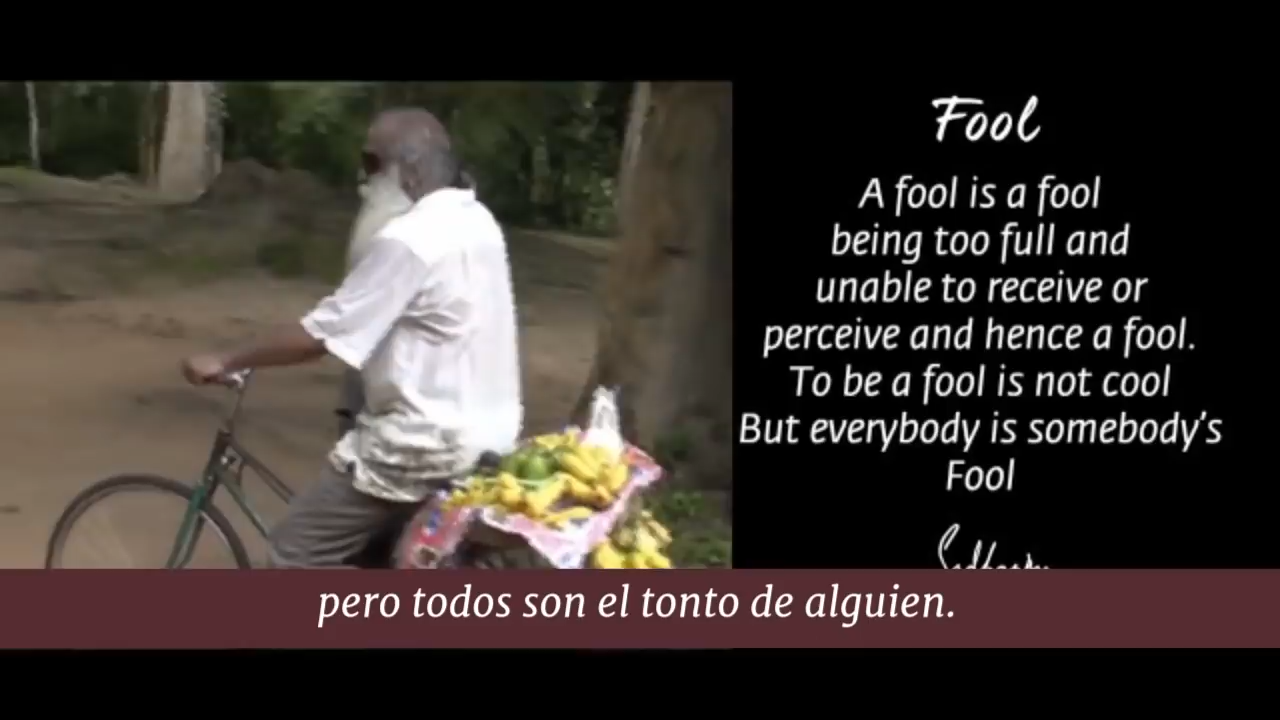 Fool
A fool is a fool
being too full and
unable to receive or
perceive and hence a fool.
To be a fool is not cool
But everybody is somebody's
Fool
pero todos son el tonto de alguien.